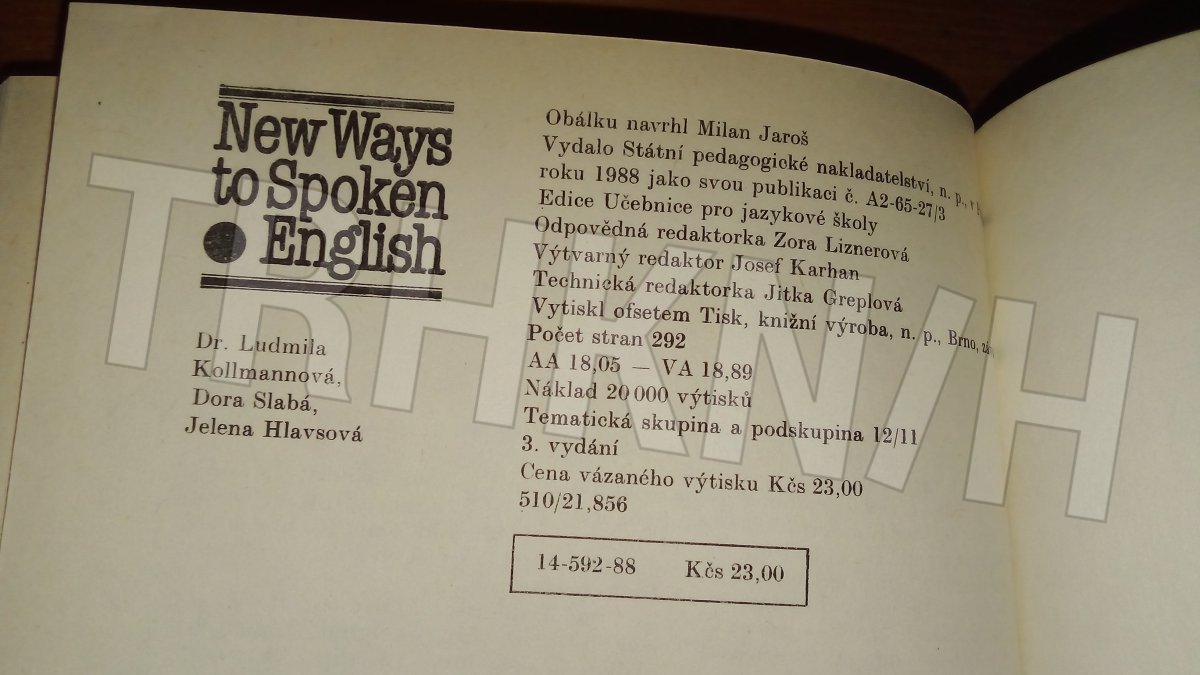 New Ways
to Spoken
English
Dr. Ludmila
Kollmannová,
Dora Slabá,
Jelena Hlavsová
Obálku navrhl Milan Jaroš
Vydalo Státní pedagogické nakladatelství, n. p., v
roku 1988 jako svou publikaci č. A2-65-27/3
Edice Učebnice pro jazykové školy
Odpovědná redaktorka Zora Liznerová
Výtvarný redaktor Josef Karhan
Technická redaktorka Jitka Greplová
Vytiskl ofsetem Tisk, knižní výroba, n. p., Brno,
Počet stran 292
AA 18,05 — VA 18,89
Náklad 20 000 výtisků
Tematická skupina a podskupina 12/11
3. vydání
Cena vázaného výtisku Kčs 23,00
510/21,856
14-592-88 Kčs 23,00
TRHKN/H